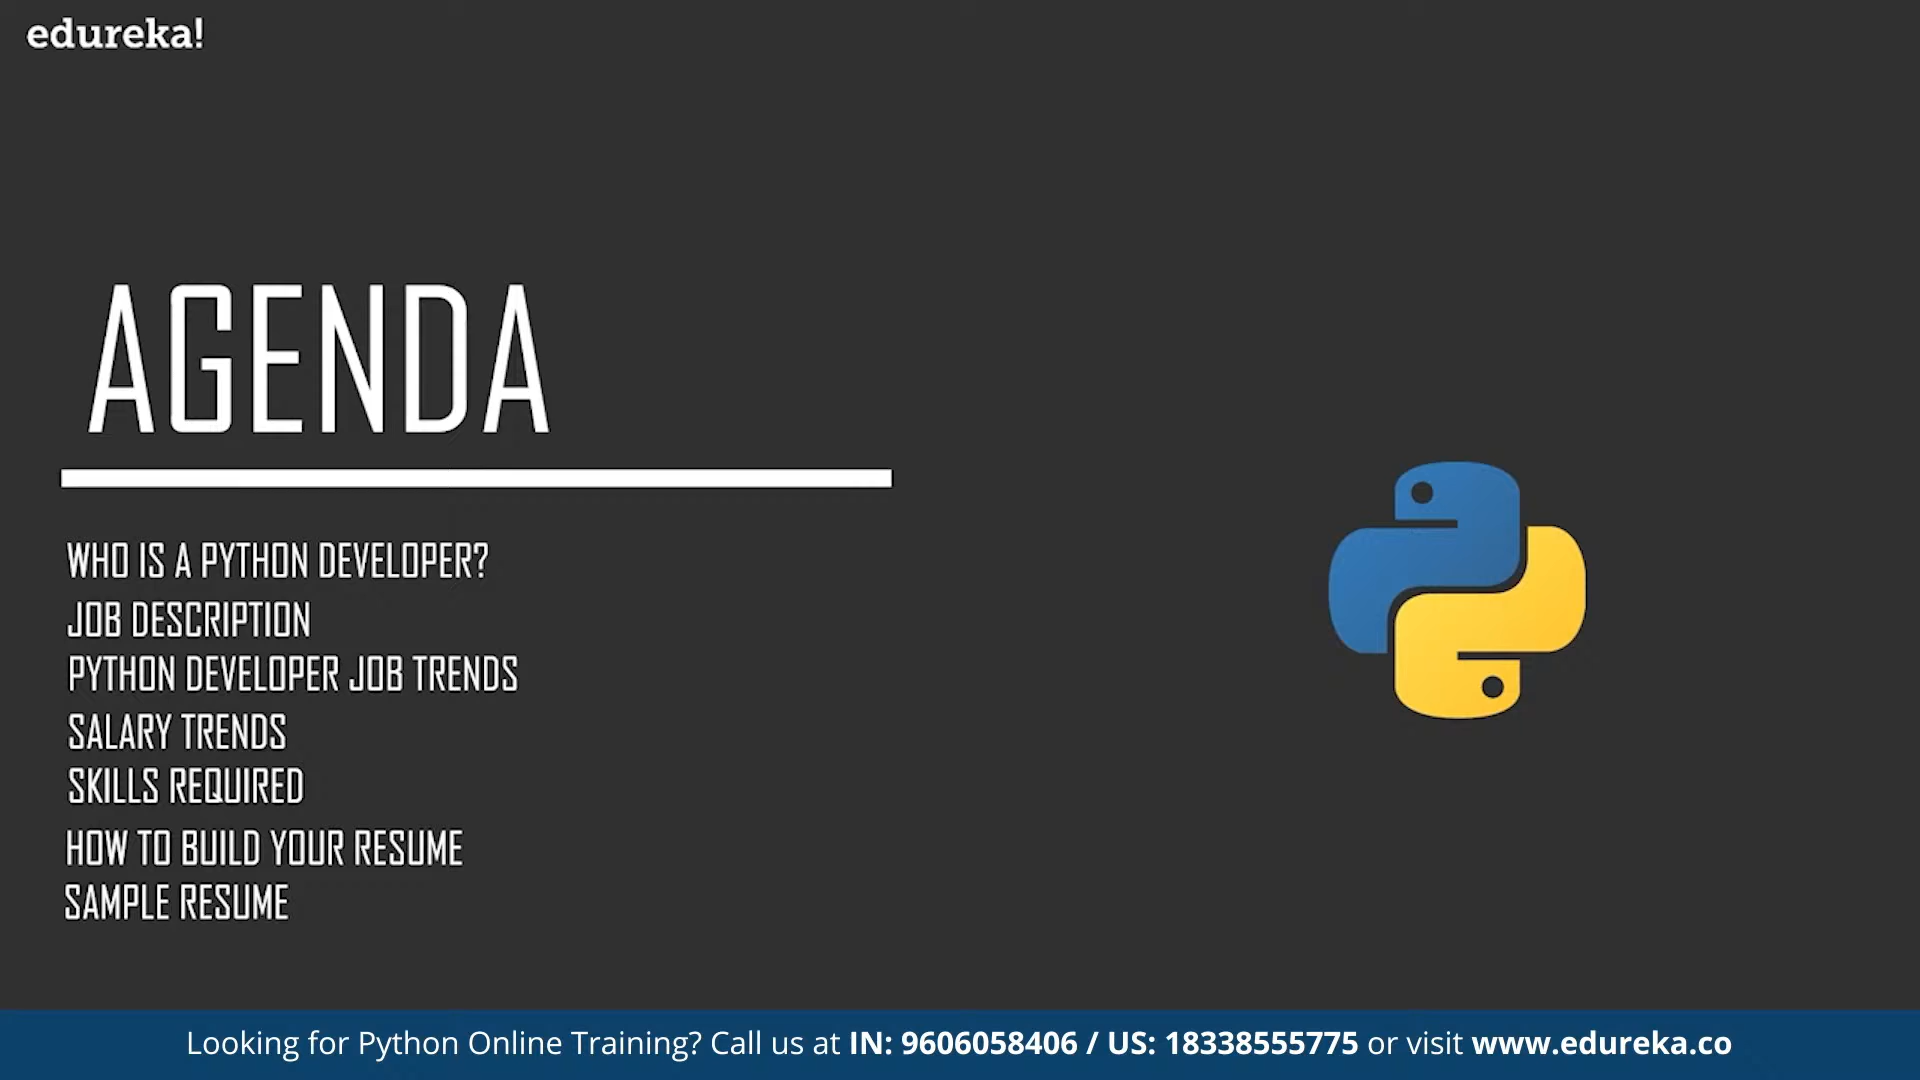 edureka!
AGENDA
WHO IS A PYTHON DEVELOPER?
JOB DESCRIPTION
PYTHON DEVELOPER JOB TRENDS
SALARY TRENDS
SKILLS REQUIRED
HOW TO BUILD YOUR RESUME
SAMPLE RESUME
Looking for Python Online Training? Call us at IN: 9606058406 / US: 18338555775 or visit www.edureka.co